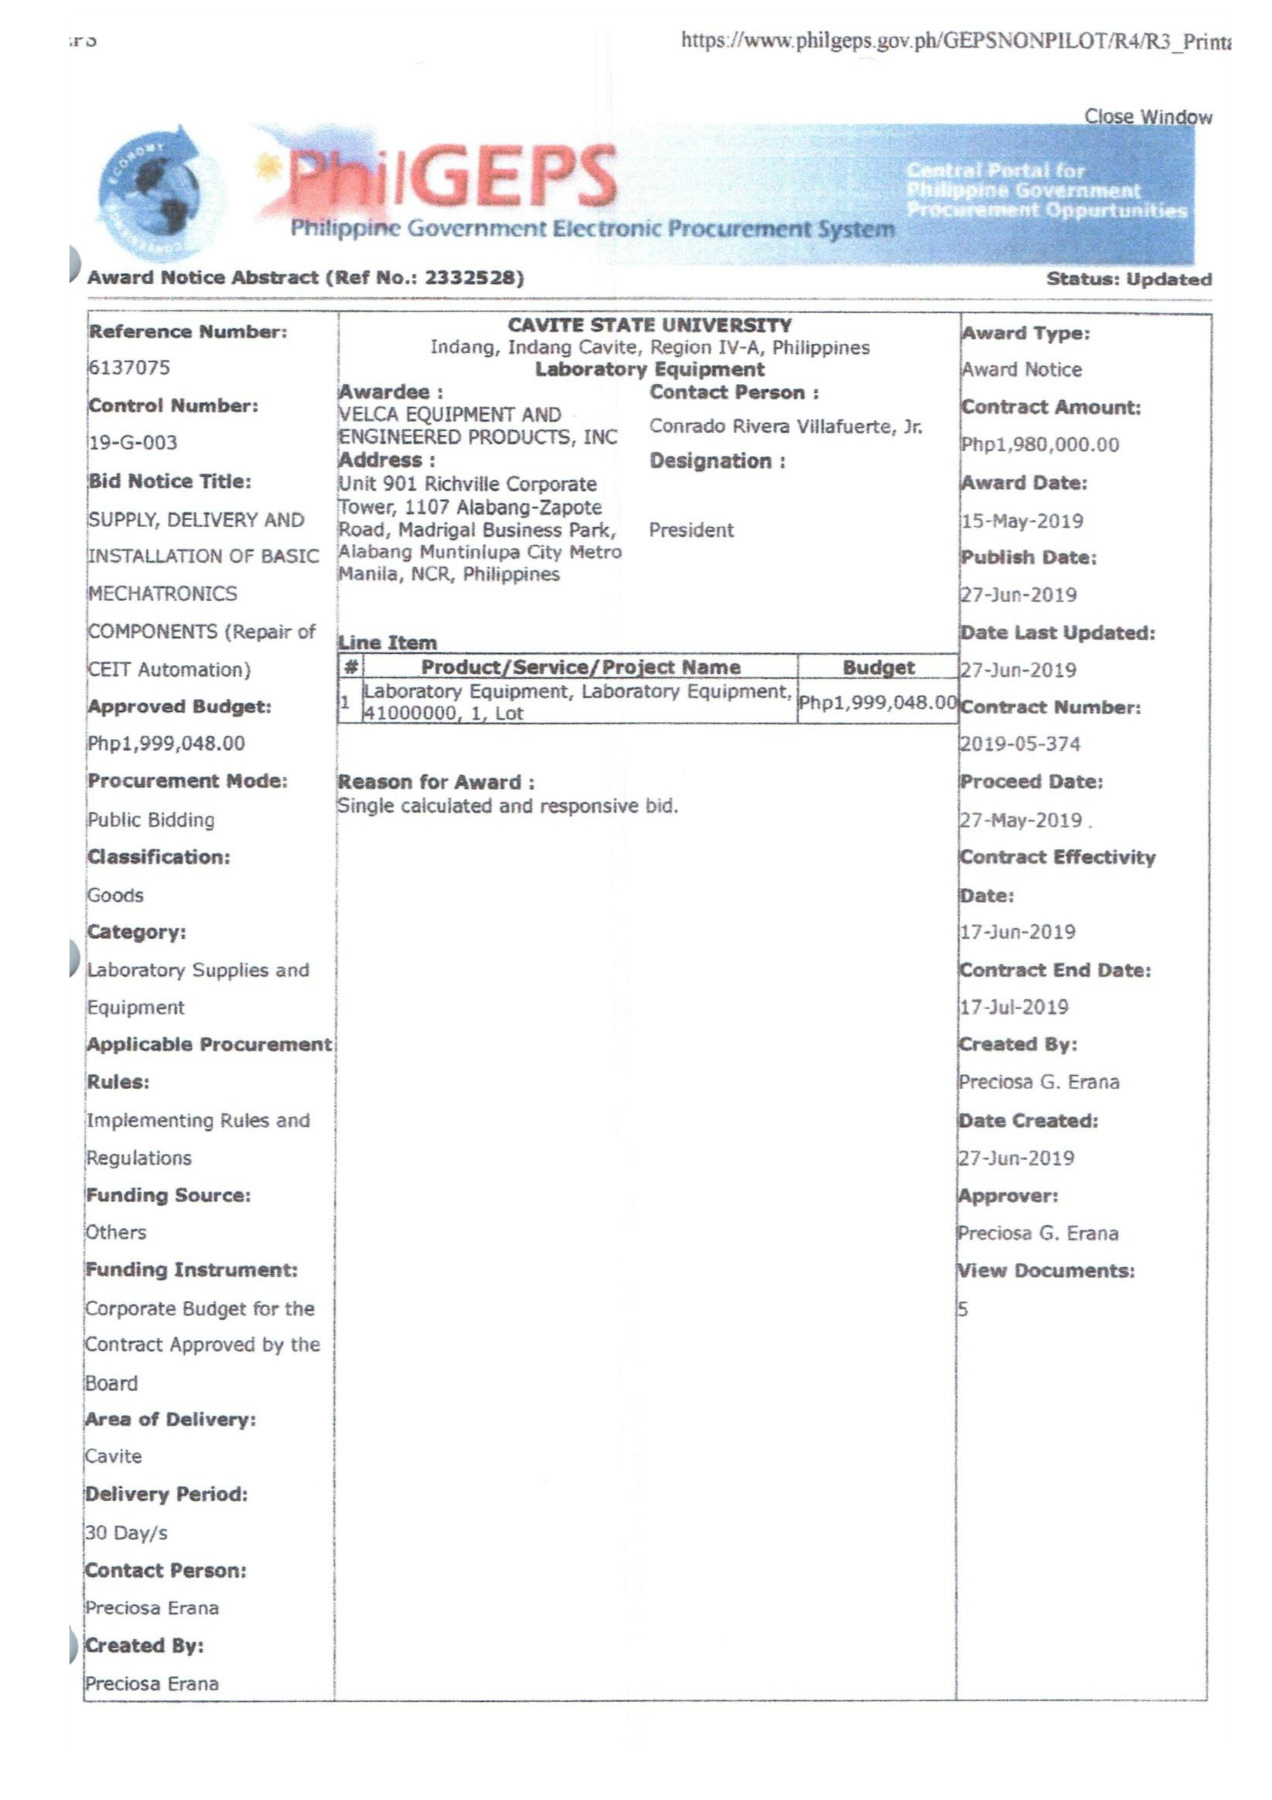 https://www.philgeps.gov.ph/GEPSNONPILOT/R4/R3_Printa
Close Window
ECONOMY
PhilGEPS
Philippine Government Electronic Procurement System
Central Portal for
Philippine Government
Procurement Oppurtunities
Award Notice Abstract (Ref No.: 2332528)
Status: Updated
Reference Number:
6137075
Control Number:
19-G-003
Bid Notice Title:
SUPPLY, DELIVERY AND
INSTALLATION OF BASIC
MECHATRONICS
COMPONENTS (Repair of
CEIT Automation)
Approved Budget:
Php1,999,048.00
Procurement Mode:
Public Bidding
Classification:
Goods
Category:
Laboratory Supplies and
Equipment
Applicable Procurement
Rules:
Implementing Rules and
Regulations
Funding Source:
Others
Funding Instrument:
Corporate Budget for the
Contract Approved by the
Board
Area of Delivery:
Cavite
Delivery Period:
30 Day/s
Contact Person:
Preciosa Erana
Created By:
Preciosa Erana
CAVITE STATE UNIVERSITY
Indang, Indang Cavite, Region IV-A, Philippines
Laboratory Equipment
Awardee :
VELCA EQUIPMENT AND
ENGINEERED PRODUCTS, INC
Address :
Unit 901 Richville Corporate
Tower, 1107 Alabang-Zapote
Road, Madrigal Business Park,
Alabang Muntinlupa City Metro
Manila, NCR, Philippines
Contact Person :
Conrado Rivera Villafuerte, Jr.
Designation :
President
Line Item
# Product/Service/Project Name Budget
1 Laboratory Equipment, Laboratory Equipment, 41000000, 1, Lot Php1,999,048.00
Reason for Award :
Single calculated and responsive bid.
Award Type:
Award Notice
Contract Amount:
Php1,980,000.00
Award Date:
15-May-2019
Publish Date:
27-Jun-2019
Date Last Updated:
27-Jun-2019
Contract Number:
2019-05-374
Proceed Date:
27-May-2019
Contract Effectivity
Date:
17-Jun-2019
Contract End Date:
17-Jul-2019
Created By:
Preciosa G. Erana
Date Created:
27-Jun-2019
Approver:
Preciosa G. Erana
View Documents:
5